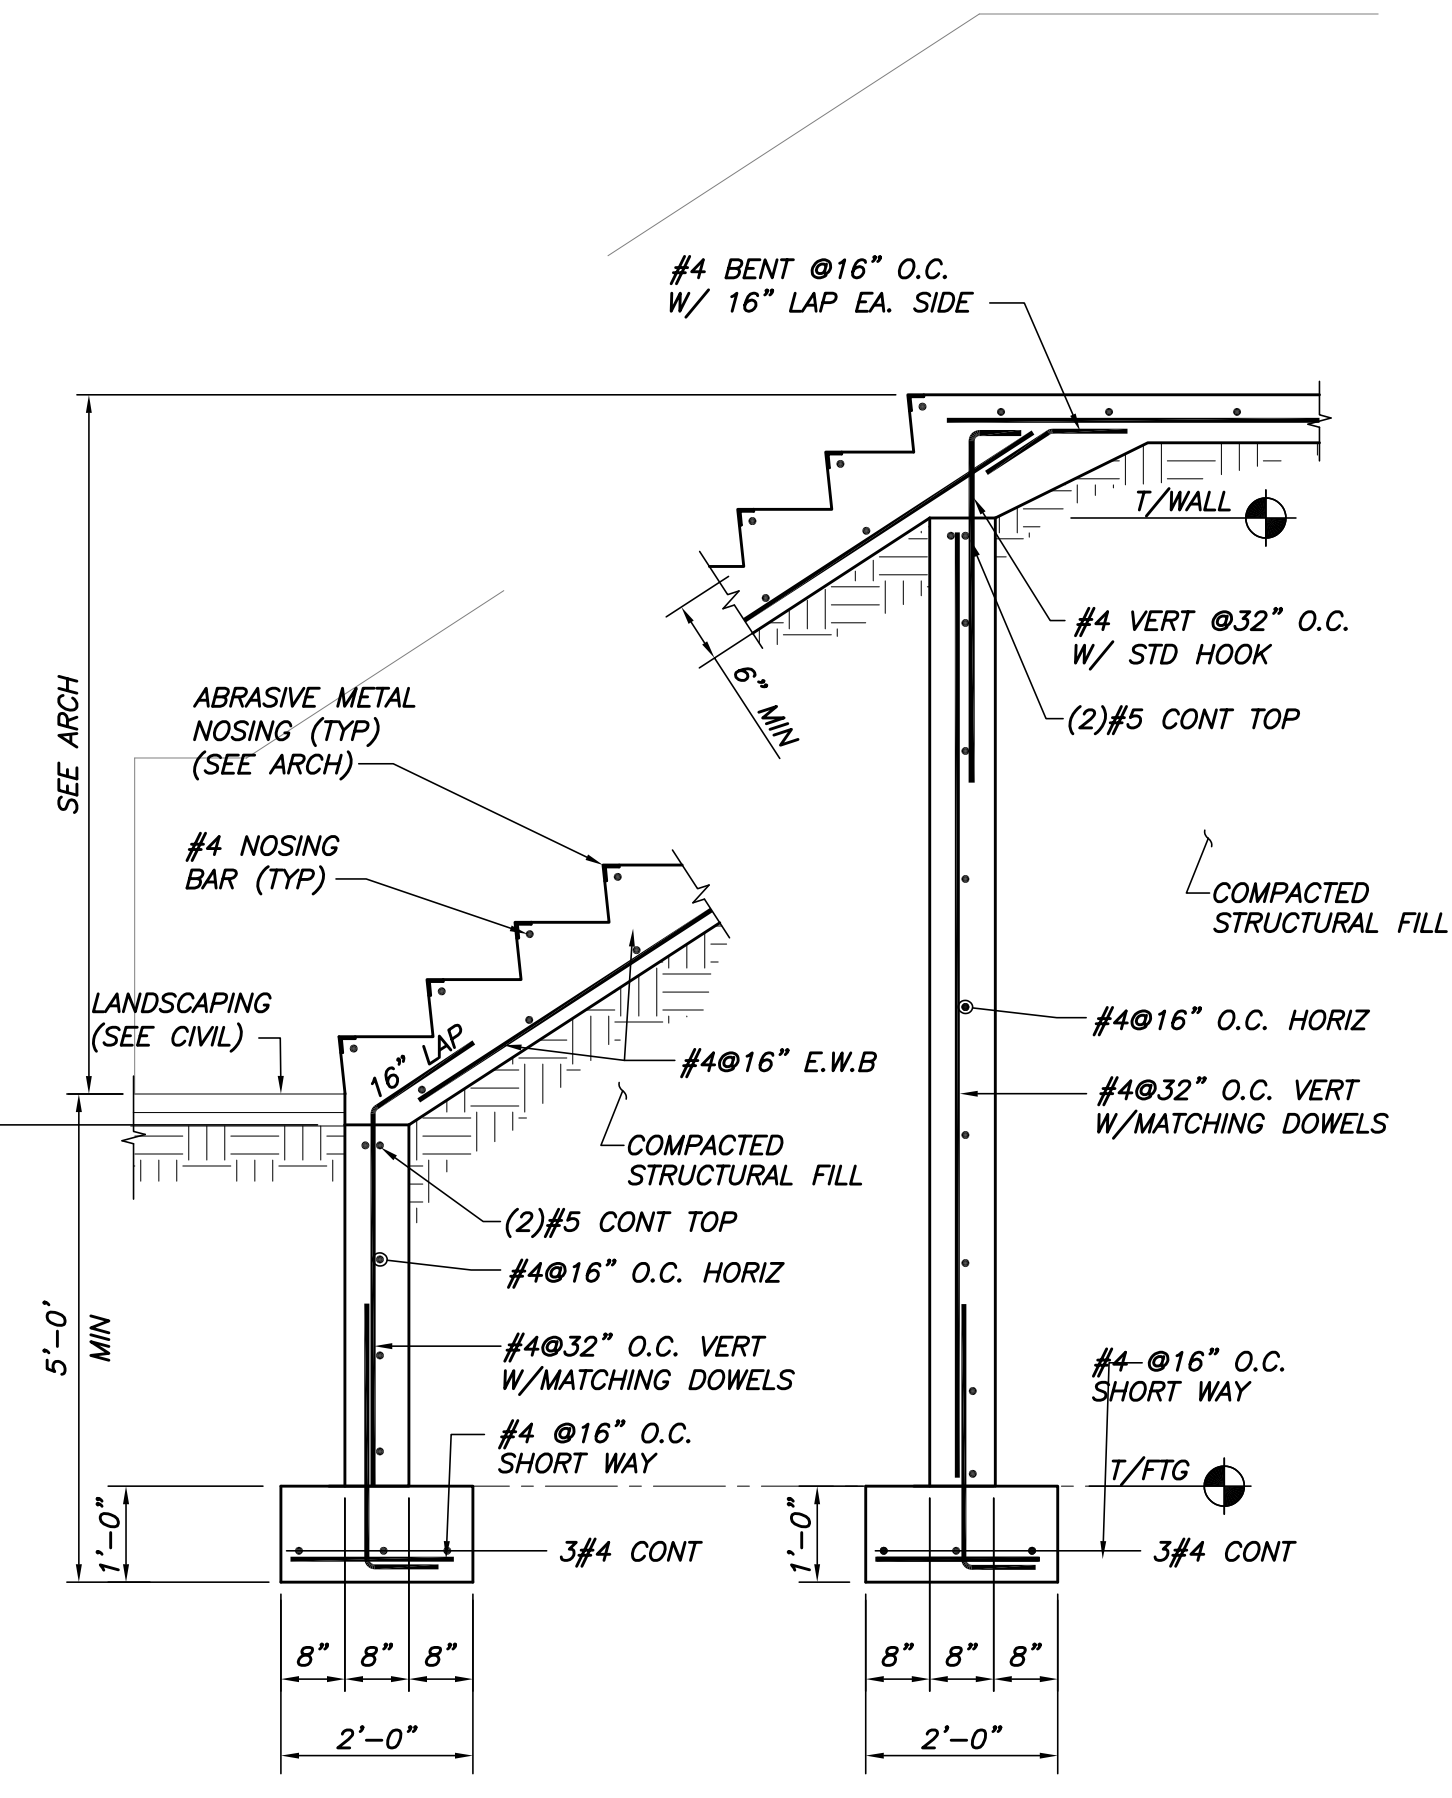 #4 BENT @16" O.C.
W/ 16" LAP EA. SIDE
T/WALL
#4 VERT @32" O.C.
W/ STD HOOK
(2)#5 CONT TOP
6" MIN
SEE ARCH
ABRASIVE METAL
NOSING (TYP)
(SEE ARCH)
#4 NOSING
BAR (TYP)
COMPACTED
STRUCTURAL FILL
LANDSCAPING
(SEE CIVIL)
16" LAP
#4@16" E.W.B
#4@16" O.C. HORIZ
#4@32" O.C. VERT
W/MATCHING DOWELS
COMPACTED
STRUCTURAL FILL
(2)#5 CONT TOP
#4@16" O.C. HORIZ
5'-0'
MIN
#4@32" O.C. VERT
W/MATCHING DOWELS
#4 @16" O.C.
SHORT WAY
#4 @16" O.C.
SHORT WAY
T/FTG
1'-0"
3#4 CONT
1'-0"
3#4 CONT
8" 8" 8"
8" 8" 8"
2'-0"
2'-0"